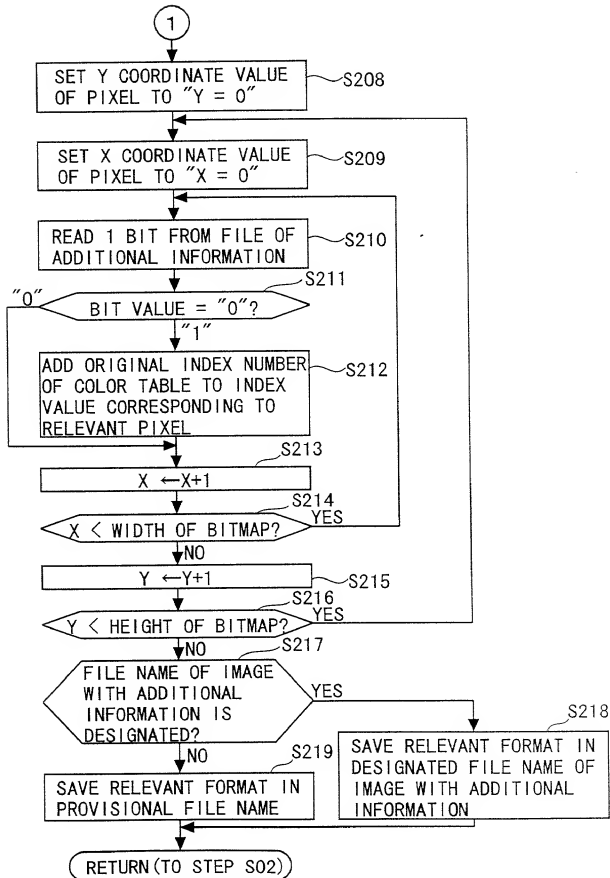 1
SET Y COORDINATE VALUE
OF PIXEL TO "Y = 0"
S208
SET X COORDINATE VALUE
OF PIXEL TO "X = 0"
S209
READ 1 BIT FROM FILE OF
ADDITIONAL INFORMATION
S210
S211
"0"
BIT VALUE = "0"?
"1"
ADD ORIGINAL INDEX NUMBER
OF COLOR TABLE TO INDEX
VALUE CORRESPONDING TO
RELEVANT PIXEL
S212
S213
X ←X+1
S214
X < WIDTH OF BITMAP?
YES
NO
Y ←Y+1
S215
S216
Y < HEIGHT OF BITMAP?
YES
NO
S217
FILE NAME OF IMAGE
WITH ADDITIONAL
INFORMATION IS
DESIGNATED?
YES
NO
S218
SAVE RELEVANT FORMAT IN
DESIGNATED FILE NAME OF
IMAGE WITH ADDITIONAL
INFORMATION
S219
SAVE RELEVANT FORMAT IN
PROVISIONAL FILE NAME
RETURN(TO STEP S02)